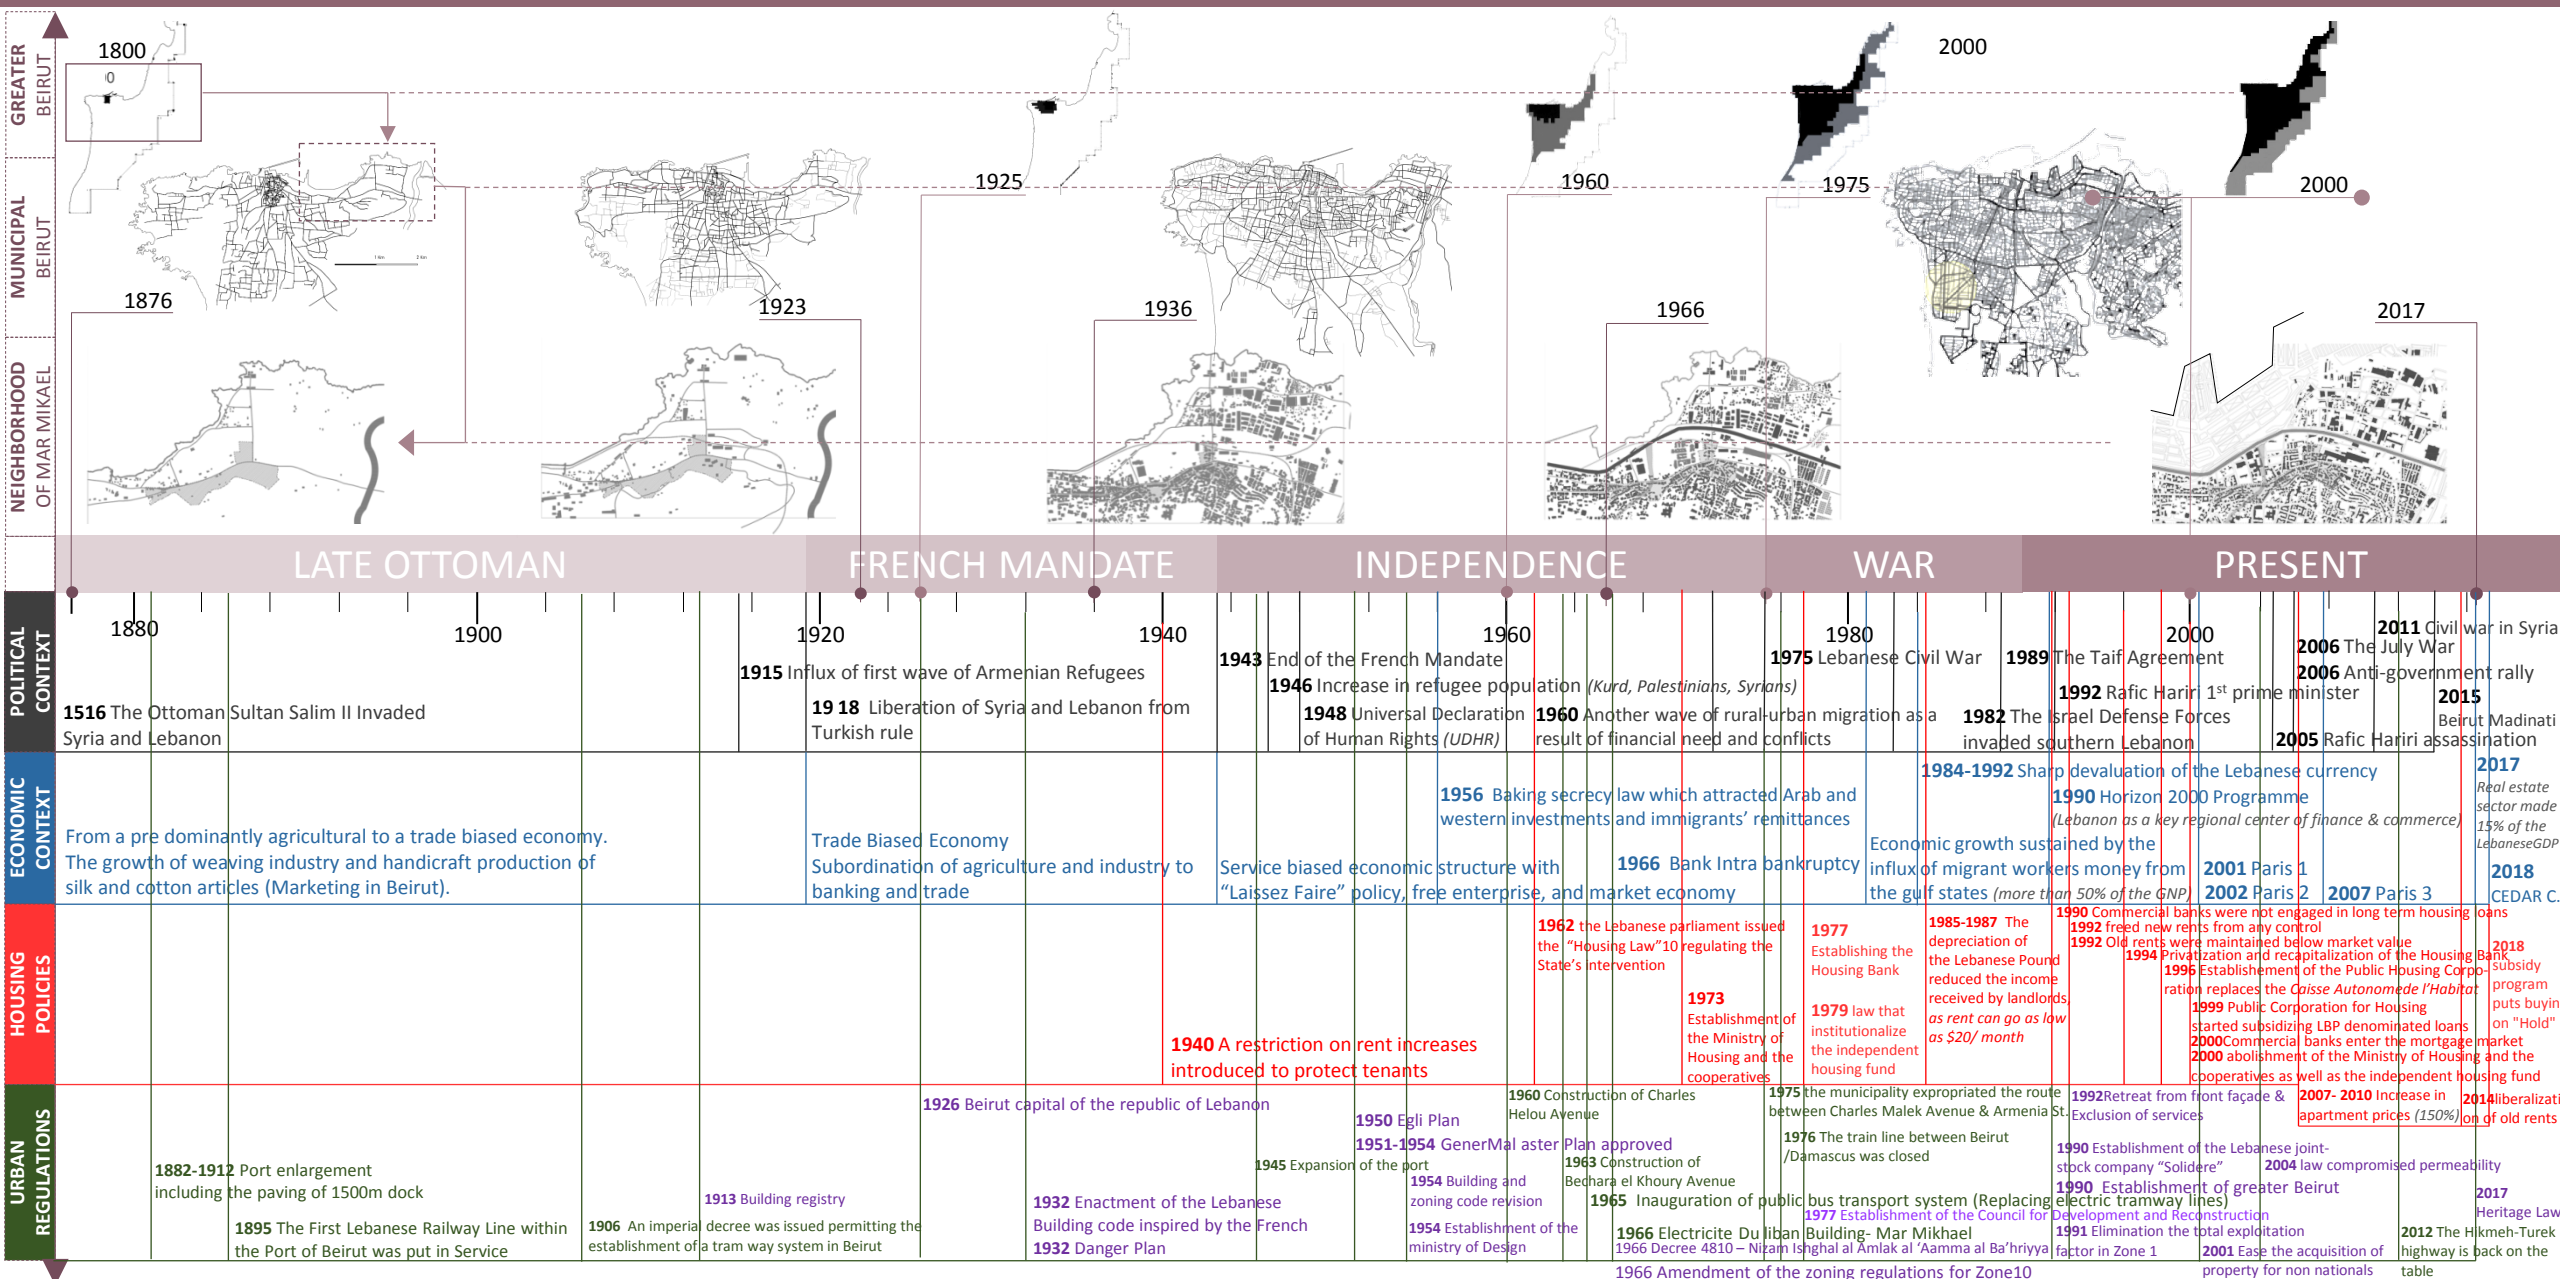 GREATER
BEIRUT
MUNICIPAL
BEIRUT
NEIGHBORHOOD
OF MAR MIKAEL
1800
1925
1960
1975
2000
2000
1876
1923
1936
1966
2017
1 km
2 km
LATE OTTOMAN
FRENCH MANDATE
INDEPENDENCE
WAR
PRESENT
1880
1900
1920
1940
1960
1980
2000
POLITICAL
CONTEXT
1516 The Ottoman Sultan Salim II Invaded
Syria and Lebanon
1915 Influx of first wave of Armenian Refugees
19 18 Liberation of Syria and Lebanon from
Turkish rule
1943 End of the French Mandate
1946 Increase in refugee population (Kurd, Palestinians, Syrians)
1948 Universal Declaration
of Human Rights (UDHR)
1960 Another wave of rural-urban migration as a
result of financial need and conflicts
1975 Lebanese Civil War
1989 The Taif Agreement
1992 Rafic Hariri 1st prime minister
1982 The Israel Defense Forces
invaded southern Lebanon
2011 Civil war in Syria
2006 The July War
2006 Anti-government rally
2015
Beirut Madinati
2005 Rafic Hariri assassination
ECONOMIC
CONTEXT
From a pre dominantly agricultural to a trade biased economy.
The growth of weaving industry and handicraft production of
silk and cotton articles (Marketing in Beirut).
Trade Biased Economy
Subordination of agriculture and industry to
banking and trade
Service biased economic structure with
“Laissez Faire” policy, free enterprise, and market economy
1956 Baking secrecy law which attracted Arab and
western investments and immigrants’ remittances
1966 Bank Intra bankruptcy
1984-1992 Sharp devaluation of the Lebanese currency
1990 Horizon 2000 Programme
(Lebanon as a key regional center of finance & commerce)
Economic growth sustained by the
influx of migrant workers money from
the gulf states (more than 50% of the GNP)
2001 Paris 1
2002 Paris 2
2007 Paris 3
2017
Real estate
sector made
15% of the
LebaneseGDP
2018
CEDAR C.
HOUSING
POLICIES
1940 A restriction on rent increases
introduced to protect tenants
1962 the Lebanese parliament issued
the “Housing Law”10 regulating the
State’s intervention
1973
Establishment of
the Ministry of
Housing and the
cooperatives
1977
Establishing the
Housing Bank
1979 law that
institutionalize
the independent
housing fund
1985-1987 The
depreciation of
the Lebanese Pound
reduced the income
received by landlords,
as rent can go as low
as $20/ month
1990 Commercial banks were not engaged in long term housing loans
1992 freed new rents from any control
1992 Old rents were maintained below market value
1994 Privatization and recapitalization of the Housing Bank
1996 Establishement of the Public Housing Corpo-
ration replaces the Caisse Autonomede l’Habitat
1999 Public Corporation for Housing
started subsidizing LBP denominated loans
2000Commercial banks enter the mortgage market
2000 abolishment of the Ministry of Housing and the
cooperatives as well as the independent housing fund
2007- 2010 Increase in
apartment prices (150%)
2014liberalizati
on of old rents
2018
subsidy
program
puts buyin
on "Hold"
URBAN
REGULATIONS
1882-1912 Port enlargement
including the paving of 1500m dock
1895 The First Lebanese Railway Line within
the Port of Beirut was put in Service
1906 An imperial decree was issued permitting the
establishment of a tram way system in Beirut
1913 Building registry
1926 Beirut capital of the republic of Lebanon
1932 Enactment of the Lebanese
Building code inspired by the French
1932 Danger Plan
1950 Egli Plan
1951-1954 GenerMal aster Plan approved
1945 Expansion of the port
1954 Building and
zoning code revision
1954 Establishment of the
ministry of Design
1960 Construction of Charles
Helou Avenue
1963 Construction of
Bechara el Khoury Avenue
1965 Inauguration of public bus transport system (Replacing electric tramway lines)
1977 Establishment of the Council for Development and Reconstruction
1966 Electricite Du liban Building- Mar Mikhael
1966 Decree 4810 – Nizam Ishghal al Amlak al ‘Aamma al Ba’hriyya
1966 Amendment of the zoning regulations for Zone10
1975 the municipality expropriated the route
between Charles Malek Avenue & Armenia St.
1976 The train line between Beirut
/Damascus was closed
1992Retreat from front façade &
Exclusion of services
1990 Establishment of the Lebanese joint-
stock company “Solidere”
2004 law compromised permeability
1990 Establishment of greater Beirut
1991 Elimination the total exploitation
factor in Zone 1
2001 Ease the acquisition of
property for non nationals
2017
Heritage Law
2012 The Hikmeh-Turek
highway is back on the
table